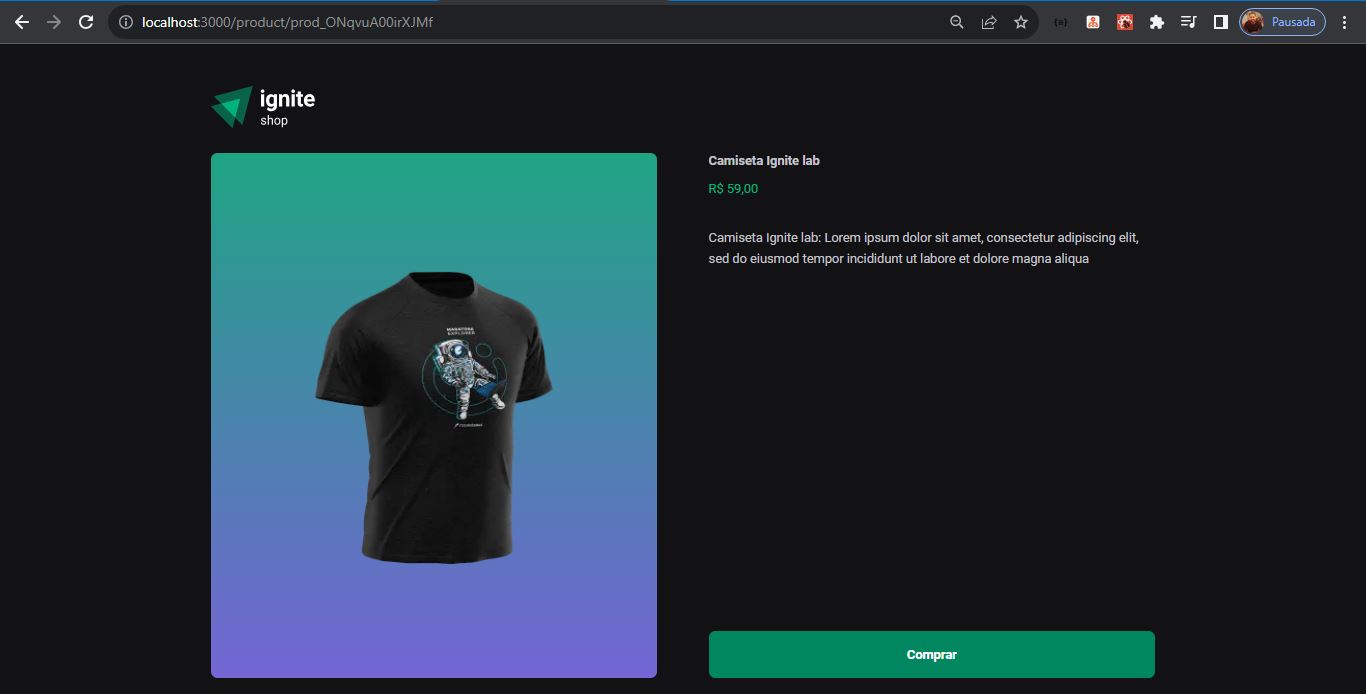 localhost:3000/product/prod_ONqvuA00irXJMf
Pausada
ignite
shop
Camiseta Ignite lab
R$ 59,00
Camiseta Ignite lab: Lorem ipsum dolor sit amet, consectetur adipiscing elit,
sed do eiusmod tempor incididunt ut labore et dolore magna aliqua
EXPLORER
Comprar